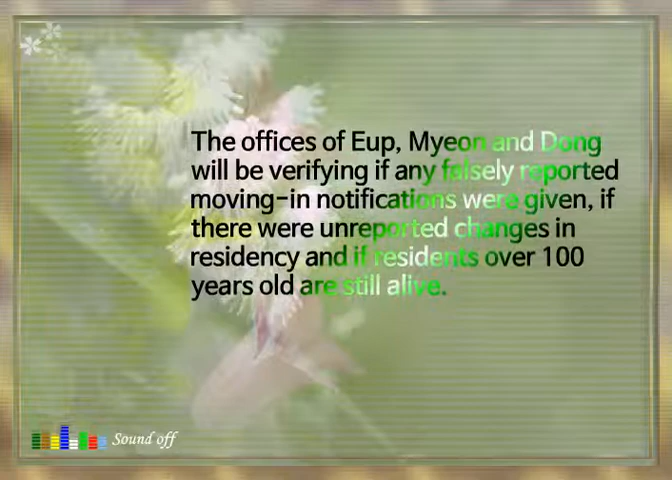 The offices of Eup, Myeon and Dong
will be verifying if any falsely reported
moving-in notifications were given, if
there were unreported changes in
residency and if residents over 100
years old are still alive.
Sound off